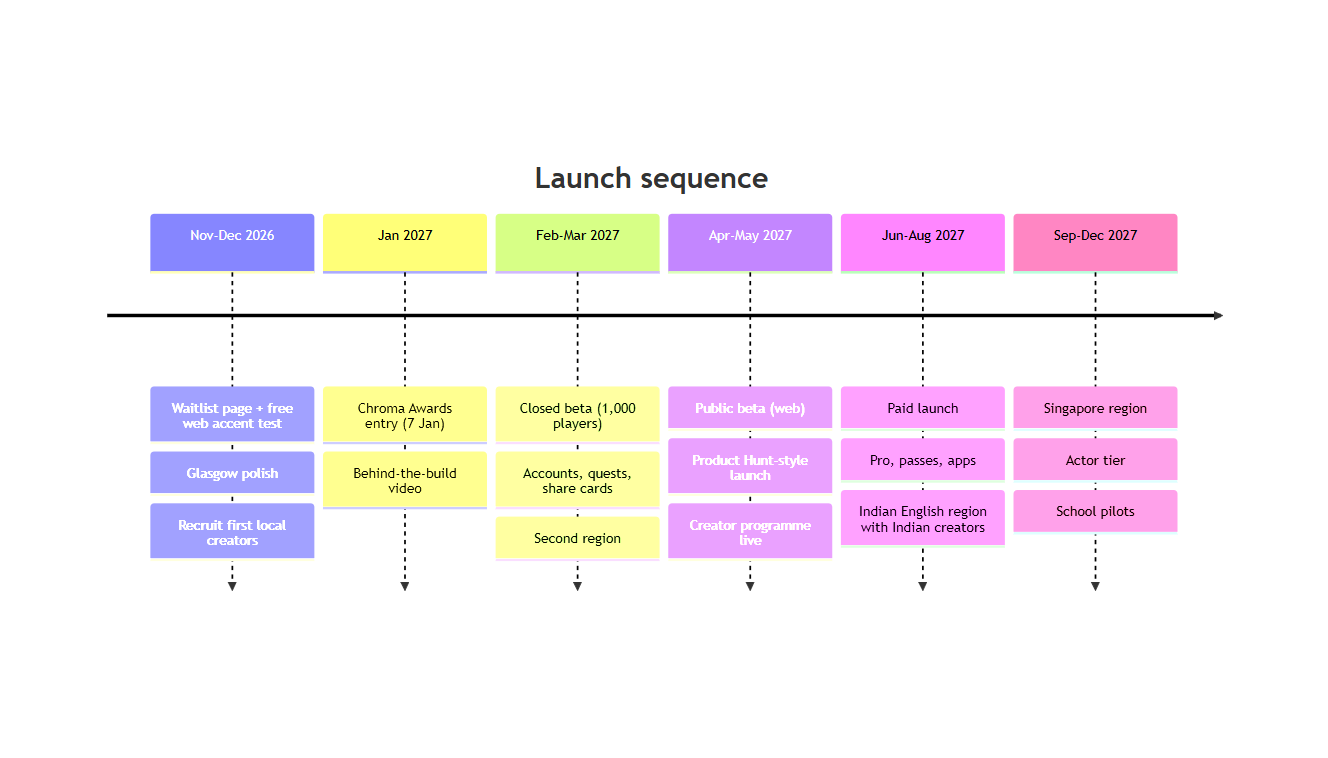 Launch sequence
Nov-Dec 2026
Jan 2027
Feb-Mar 2027
Apr-May 2027
Jun-Aug 2027
Sep-Dec 2027
Waitlist page + free
web accent test
Glasgow polish
Recruit first local
creators
Chroma Awards
entry (7 Jan)
Behind-the-build
video
Closed beta (1,000
players)
Accounts, quests,
share cards
Second region
Public beta (web)
Product Hunt-style
launch
Creator programme
live
Paid launch
Pro, passes, apps
Indian English region
with Indian creators
Singapore region
Actor tier
School pilots